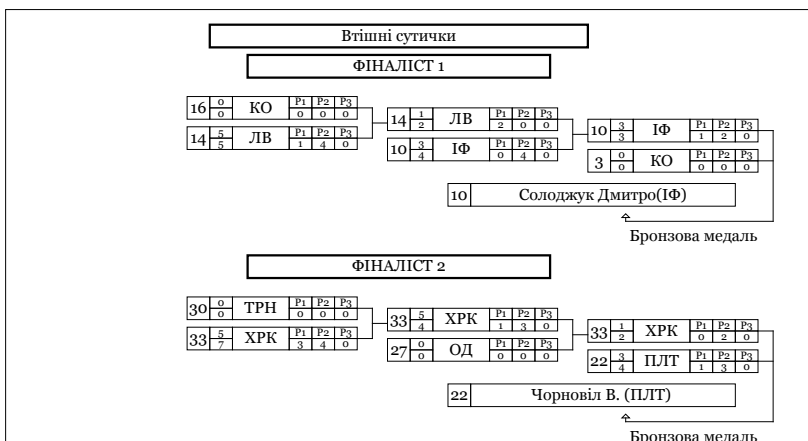 Втішні сутички
ФІНАЛІСТ 1
16 0 0 КО P1 P2 P3 0 0 0
14 5 5 ЛВ P1 P2 P3 1 4 0
14 1 2 ЛВ P1 P2 P3 2 0 0
10 3 4 ІФ P1 P2 P3 0 4 0
10 3 3 ІФ P1 P2 P3 1 2 0
3 0 0 КО P1 P2 P3 0 0 0
10 Солоджук Дмитро(ІФ)
Бронзова медаль
ФІНАЛІСТ 2
30 0 0 ТРН P1 P2 P3 0 0 0
33 5 7 ХРК P1 P2 P3 3 4 0
33 5 4 ХРК P1 P2 P3 1 3 0
27 0 0 ОД P1 P2 P3 0 0 0
33 1 2 ХРК P1 P2 P3 0 2 0
22 3 4 ПЛТ P1 P2 P3 1 3 0
22 Чорновіл В. (ПЛТ)
Бронзова медаль